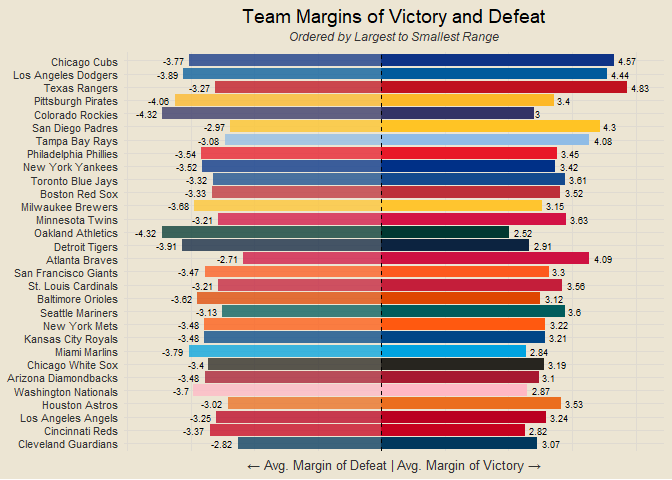 Team Margins of Victory and Defeat
Ordered by Largest to Smallest Range
Chicago Cubs -3.77 4.57
Los Angeles Dodgers -3.89 4.44
Texas Rangers -3.27 4.83
Pittsburgh Pirates -4.06 3.4
Colorado Rockies -4.32 3
San Diego Padres -2.97 4.3
Tampa Bay Rays -3.08 4.08
Philadelphia Phillies -3.54 3.45
New York Yankees -3.52 3.42
Toronto Blue Jays -3.32 3.61
Boston Red Sox -3.33 3.52
Milwaukee Brewers -3.68 3.15
Minnesota Twins -3.21 3.63
Oakland Athletics -4.32 2.52
Detroit Tigers -3.91 2.91
Atlanta Braves -2.71 4.09
San Francisco Giants -3.47 3.3
St. Louis Cardinals -3.21 3.56
Baltimore Orioles -3.62 3.12
Seattle Mariners -3.13 3.6
New York Mets -3.48 3.22
Kansas City Royals -3.48 3.21
Miami Marlins -3.79 2.84
Chicago White Sox -3.4 3.19
Arizona Diamondbacks -3.48 3.1
Washington Nationals -3.7 2.87
Houston Astros -3.02 3.53
Los Angeles Angels -3.25 3.24
Cincinnati Reds -3.37 2.82
Cleveland Guardians -2.82 3.07
← Avg. Margin of Defeat | Avg. Margin of Victory →